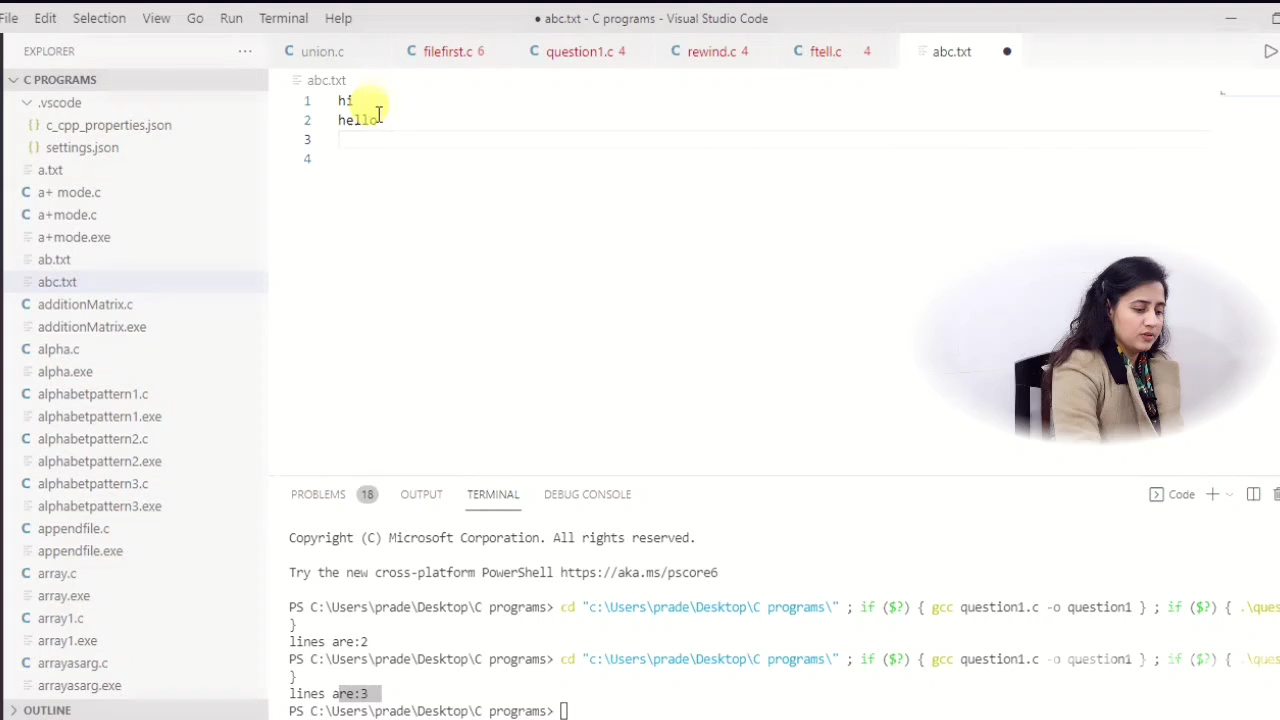 File Edit Selection View Go Run Terminal Help
● abc.txt - C programs - Visual Studio Code
EXPLORER ...
C union.c
C filefirst.c 6
C question1.c 4
C rewind.c 4
C ftell.c 4
abc.txt ●
C PROGRAMS
.vscode
{} c_cpp_properties.json
{} settings.json
a.txt
C a+ mode.c
C a+mode.c
a+mode.exe
ab.txt
abc.txt
C additionMatrix.c
additionMatrix.exe
C alpha.c
alpha.exe
C alphabetpattern1.c
alphabetpattern1.exe
C alphabetpattern2.c
alphabetpattern2.exe
C alphabetpattern3.c
alphabetpattern3.exe
C appendfile.c
appendfile.exe
C array.c
array.exe
C array1.c
array1.exe
C arrayasarg.c
arrayasarg.exe
OUTLINE
abc.txt
1 hi
2 hello
3
4
PROBLEMS 18 OUTPUT TERMINAL DEBUG CONSOLE
Code
Copyright (C) Microsoft Corporation. All rights reserved.
Try the new cross-platform PowerShell https://aka.ms/pscore6
PS C:\Users\prade\Desktop\C programs> cd "c:\Users\prade\Desktop\C programs\" ; if ($?) { gcc question1.c -o question1 } ; if ($?) { .\ques
}
lines are:2
PS C:\Users\prade\Desktop\C programs> cd "c:\Users\prade\Desktop\C programs\" ; if ($?) { gcc question1.c -o question1 } ; if ($?) { .\ques
}
lines are:3
PS C:\Users\prade\Desktop\C programs>